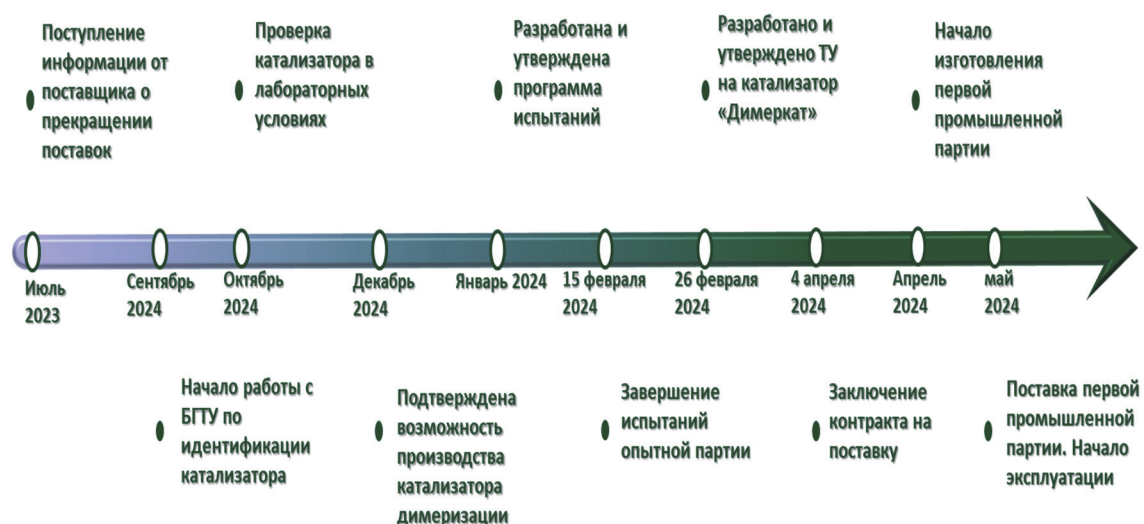 Поступление
информации от
поставщика о
прекращении
поставок
Проверка
катализатора в
лабораторных
условиях
Разработана и
утверждена
программа
испытаний
Разработано и
утверждено ТУ
на катализатор
«Димеркат»
Начало
изготовления
первой
промышленной
партии
Июль
2023
Сентябрь
2024
Октябрь
2024
Декабрь
2024
Январь 2024
15 февраля
2024
26 февраля
2024
4 апреля
2024
Апрель
2024
май
2024
Начало работы с
БГТУ по
идентификации
катализатора
Подтверждена
возможность
производства
катализатора
димеризации
Завершение
испытаний
опытной партии
Заключение
контракта на
поставку
Поставка первой
промышленной
партии. Начало
эксплуатации